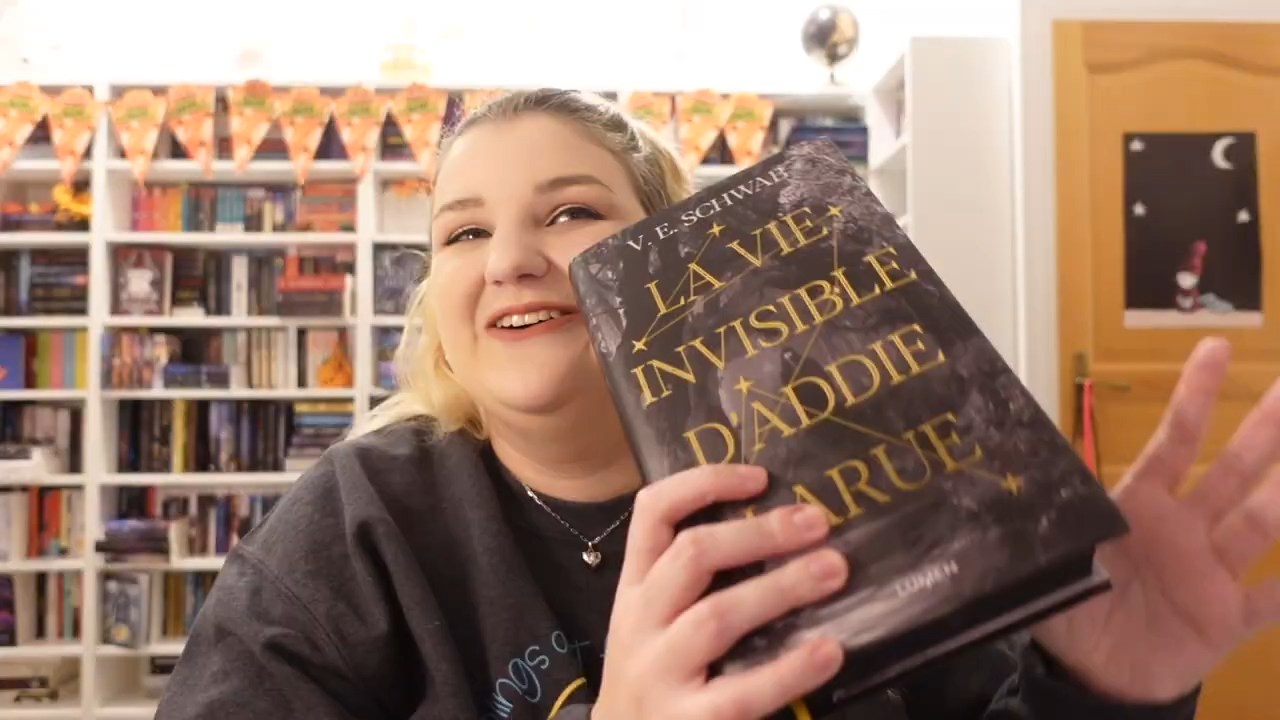 V. E. SCHWAB
LA VIE
INVISIBLE
D'ADDIE
LARUE
LUMEN